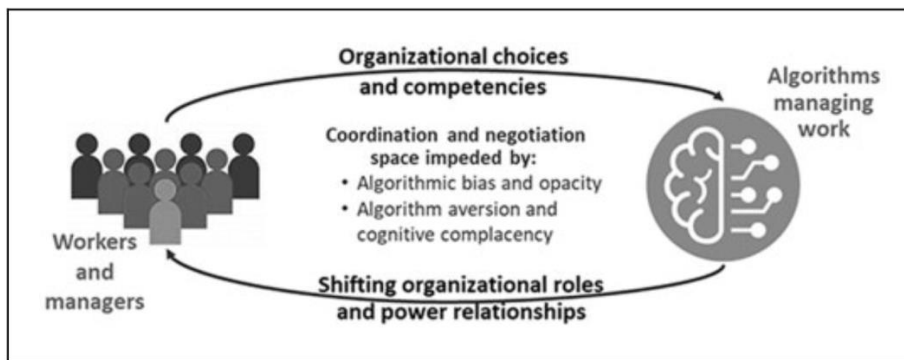 Organizational choices
and competencies
Algorithms
managing
work
Coordination and negotiation
space impeded by:
• Algorithmic bias and opacity
• Algorithm aversion and
cognitive complacency
Workers
and
managers
Shifting organizational roles
and power relationships